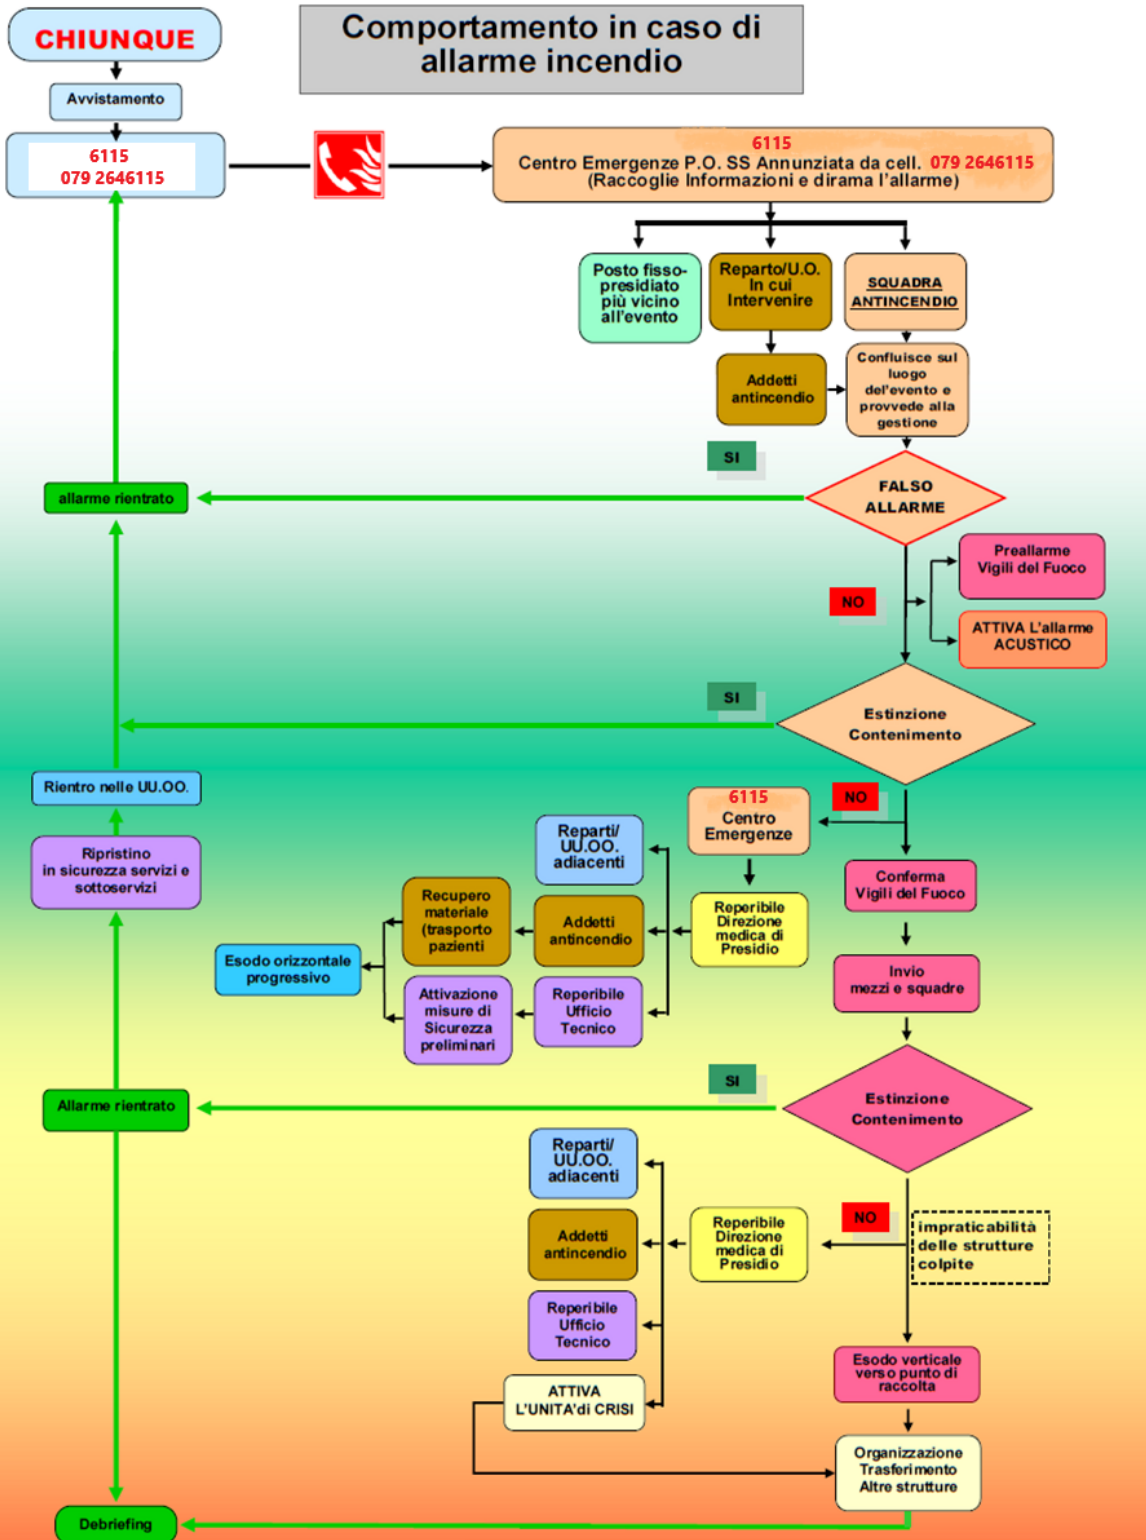 Comportamento in caso di
allarme incendio
CHIUNQUE
Avvistamento
6115
079 2646115
6115
Centro Emergenze P.O. SS Annunziata da cell. 079 2646115
(Raccoglie Informazioni e dirama l'allarme)
Posto fisso-
presidiato
più vicino
all'evento
Reparto/U.O.
In cui
Intervenire
SQUADRA
ANTINCENDIO
Addetti
antincendio
Confluisce sul
luogo
del'evento e
provvede alla
gestione
SI
FALSO
ALLARME
allarme rientrato
Preallarme
Vigili del Fuoco
NO
ATTIVA L'allarme
ACUSTICO
SI
Estinzione
Contenimento
Rientro nelle UU.OO.
6115
Centro
Emergenze
NO
Reparti/
UU.OO.
adiacenti
Ripristino
in sicurezza servizi e
sottoservizi
Conferma
Vigili del Fuoco
Recupero
materiale
(trasporto
pazienti
Addetti
antincendio
Reperibile
Direzione
medica di
Presidio
Esodo orizzontale
progressivo
Invio
mezzi e squadre
Attivazione
misure di
Sicurezza
preliminari
Reperibile
Ufficio
Tecnico
SI
Allarme rientrato
Estinzione
Contenimento
Reparti/
UU.OO.
adiacenti
NO
impraticabilità
delle strutture
colpite
Addetti
antincendio
Reperibile
Direzione
medica di
Presidio
Reperibile
Ufficio
Tecnico
Esodo verticale
verso punto di
raccolta
ATTIVA
L'UNITA'di CRISI
Organizzazione
Trasferimento
Altre strutture
Debriefing